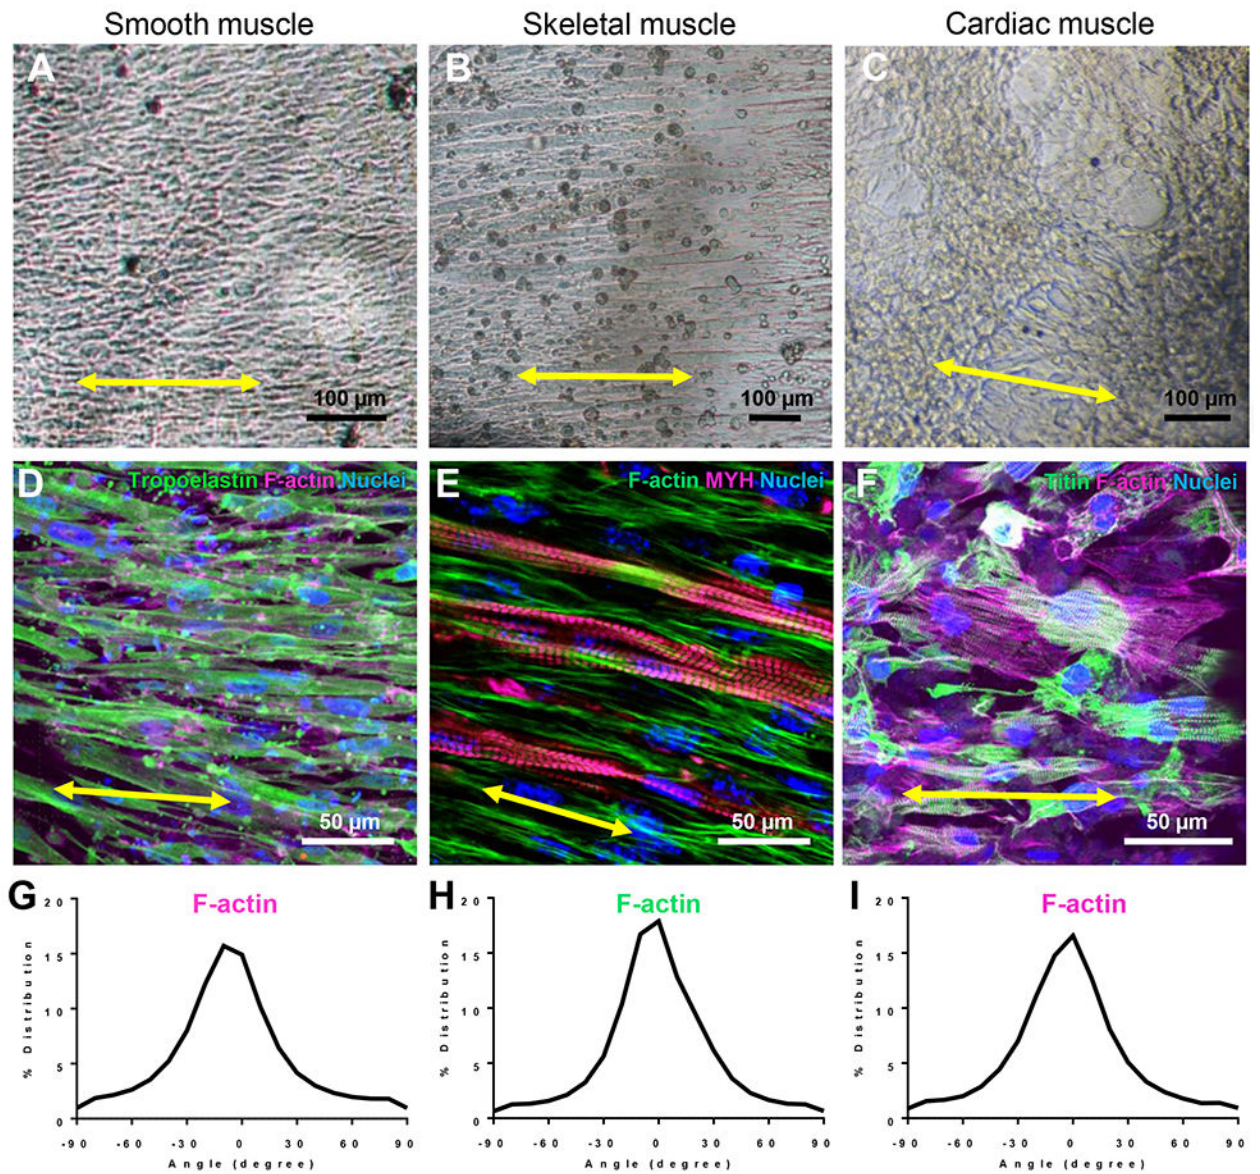 Smooth muscle Skeletal muscle Cardiac muscle
A B C
100 µm 100 µm 100 µm
D Tropoelastin F-actin Nuclei E F-actin MYH Nuclei F Titin F-actin Nuclei
50 µm 50 µm 50 µm
G F-actin H F-actin I F-actin
% Distribution % Distribution % Distribution
20 20 20
15 15 15
10 10 10
5 5 5
0 0 0
-90 -60 -30 0 30 60 90 -90 -60 -30 0 30 60 90 -90 -60 -30 0 30 60 90
Angle (degree) Angle (degree) Angle (degree)